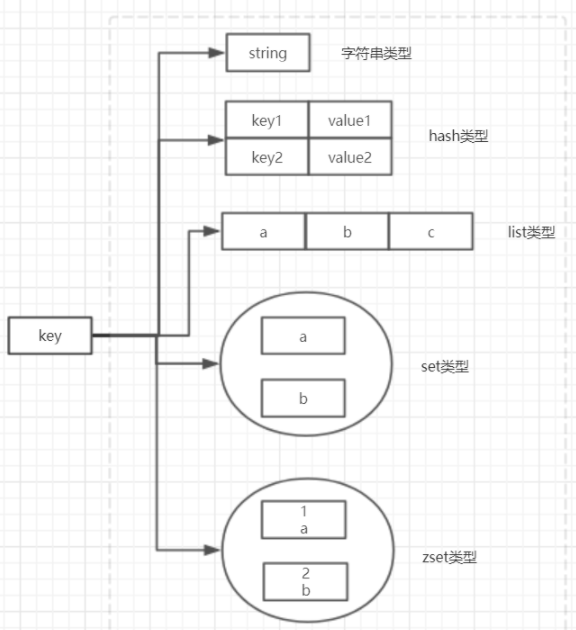 string 字符串类型
key1 value1
hash类型
key2 value2
a b c list类型
key
a
set类型
b
1
a
zset类型
2
b